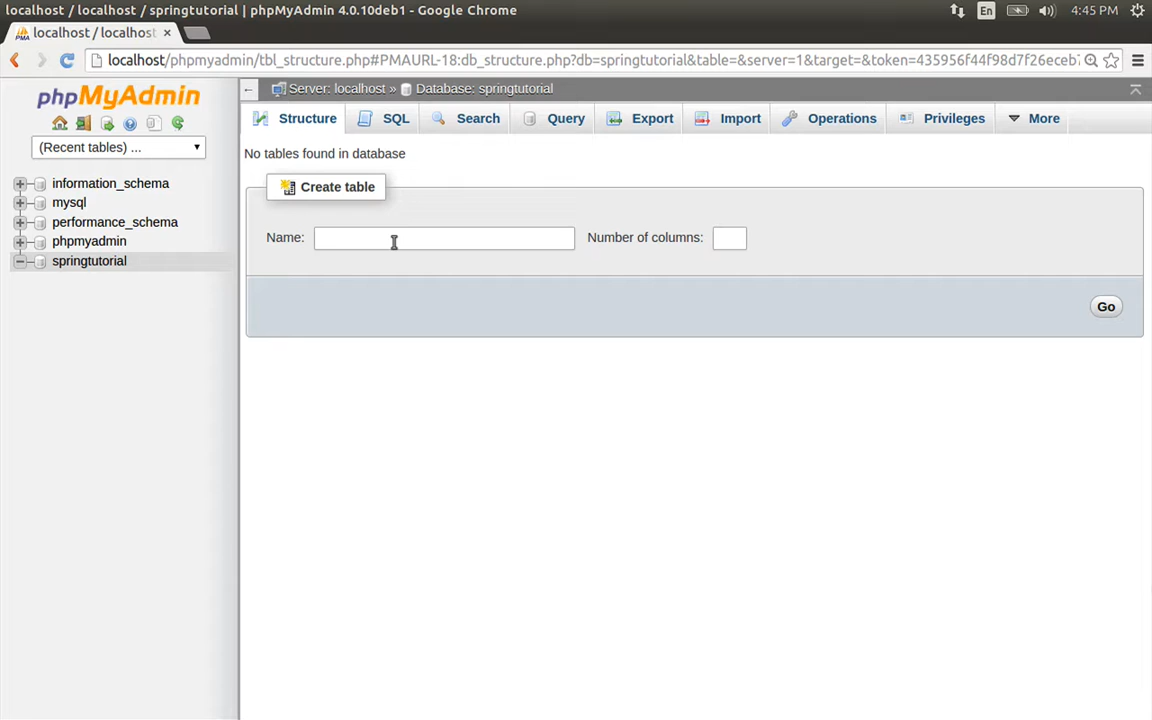 localhost / localhost / springtutorial | phpMyAdmin 4.0.10deb1 - Google Chrome En 4:45 PM
localhost / localhost
localhost/phpmyadmin/tbl_structure.php#PMAURL-18:db_structure.php?db=springtutorial&table=&server=1&target=&token=435956f44f98d7f26eceb7
phpMyAdmin
Server: localhost » Database: springtutorial
Structure SQL Search Query Export Import Operations Privileges More
(Recent tables) ...
No tables found in database
information_schema
mysql
performance_schema
phpmyadmin
springtutorial
Create table
Name: Number of columns:
Go